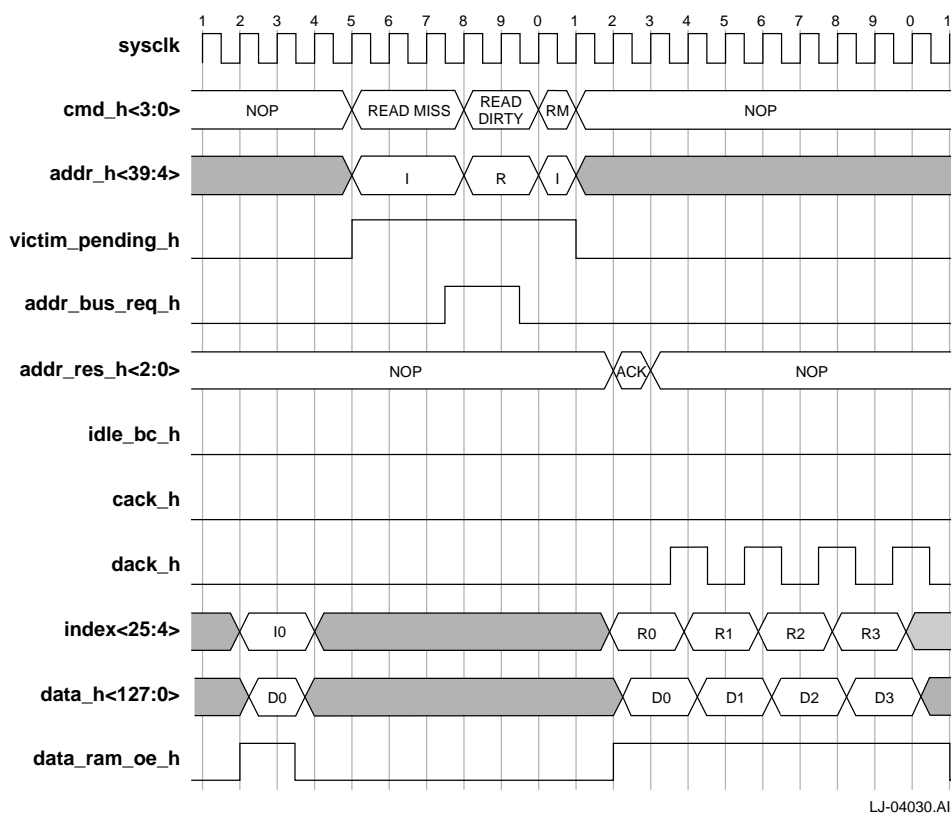 1 2 3 4 5 6 7 8 9 0 1 2 3 4 5 6 7 8 9 0 1
sysclk
cmd_h<3:0> NOP READ MISS READ DIRTY RM NOP
addr_h<39:4> I R I
victim_pending_h
addr_bus_req_h
addr_res_h<2:0> NOP ACK NOP
idle_bc_h
cack_h
dack_h
index<25:4> I0 R0 R1 R2 R3
data_h<127:0> D0 D0 D1 D2 D3
data_ram_oe_h
LJ-04030.AI